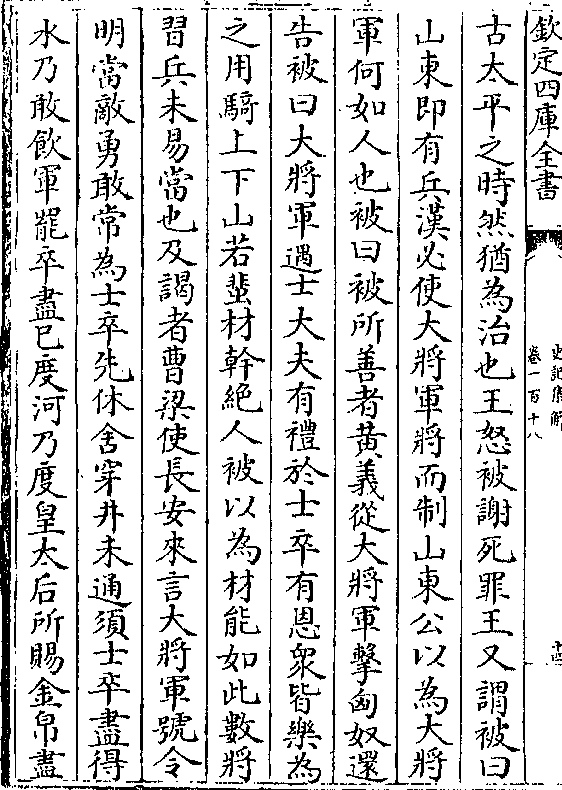 欽定四庫全書
史記集解
卷一百十八
十四
古太平之時然猶為治也王怒被謝死罪王又謂被曰
山東即有兵漢必使大將軍將而制山東公以為大將
軍何如人也被曰被所善者黄義從大將軍擊匈奴還
告被曰大將軍遇士大夫有禮於士卒有恩衆皆樂為
之用騎上下山若蜚材幹絶人被以為材能如此數將
習兵未易當也及謁者曹梁使長安來言大將軍號令
明當敵勇敢常為士卒先休舍穿井未通須士卒盡得
水乃敢飲軍罷卒盡已度河乃度皇太后所賜金帛盡